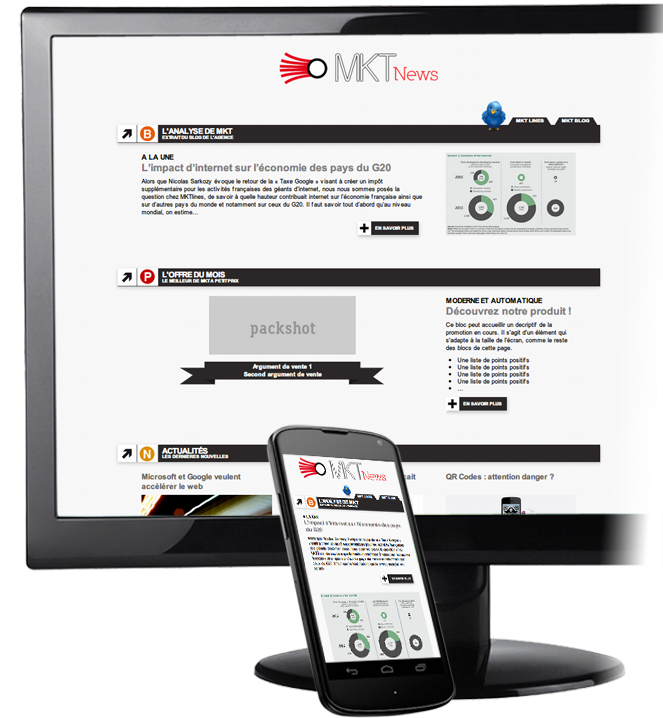 MKT News
MKT LINES MKT BLOG
B L'ANALYSE DE MKT
EXTRAIT DU BLOG DE L'AGENCE
A LA UNE
L'impact d'internet sur l'économie des pays du G20
Alors que Nicolas Sarkozy évoque le retour de la « Taxe Google » visant à créer un impôt
supplémentaire pour les activités françaises des géants d'internet, nous nous sommes posés la
question chez MKTlines, de savoir à quelle hauteur contribuait internet sur l'économie française ainsi que
sur d'autres pays du monde et notamment sur ceux du G20. Il faut savoir tout d'abord qu'au niveau
mondial, on estime...
EN SAVOIR PLUS
P L'OFFRE DU MOIS
LE MEILLEUR DE MKT A PETIT PRIX
packshot
Argument de vente 1
Second argument de vente
MODERNE ET AUTOMATIQUE
Découvrez notre produit !
Ce bloc peut accueillir un decriptif de la
promotion en cours. Il s'agit d'un élément qui
s'adapte à la taille de l'écran, comme le reste
des blocs de cette page.
• Une liste de points positifs
• Une liste de points positifs
• Une liste de points positifs
• Une liste de points positifs
• ...
EN SAVOIR PLUS
N ACTUALITÉS
LES DERNIÈRES NOUVELLES
Microsoft et Google veulent
accélérer le web
QR Codes : attention danger ?
MKT News
B L'ANALYSE DE MKT
A LA UNE
L'impact d'internet sur l'économie des pays
du G20
EN SAVOIR PLUS